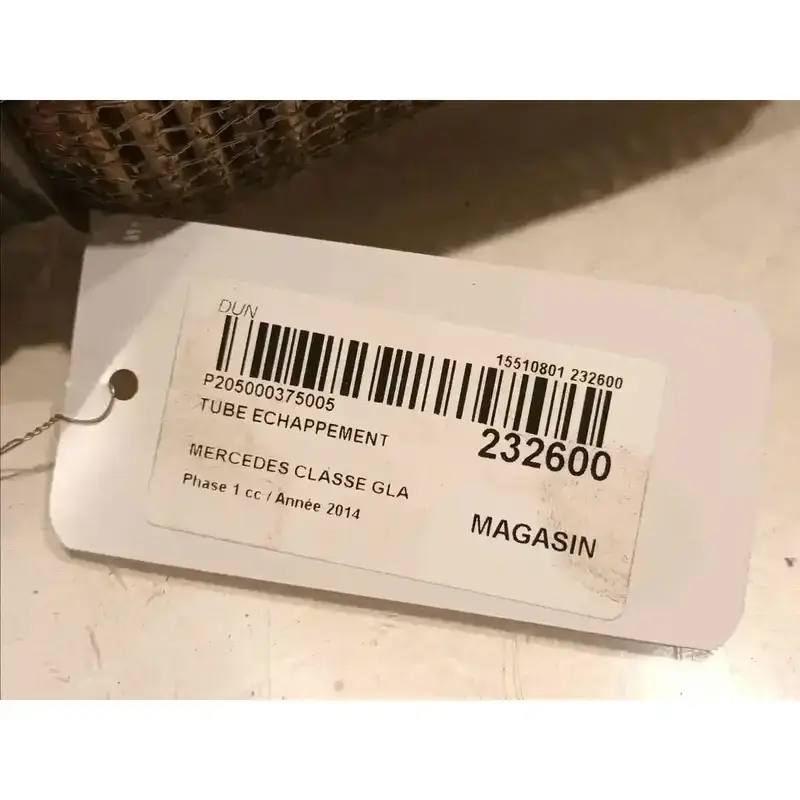 DUN
15510801 232600
P205000375005
TUBE ECHAPPEMENT
232600
MERCEDES CLASSE GLA
Phase 1 cc / Année 2014
MAGASIN